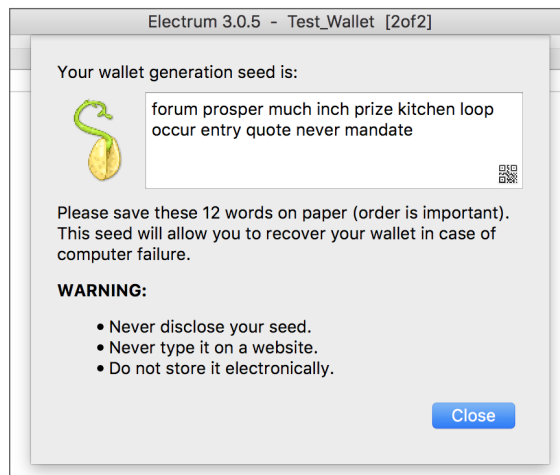 Electrum 3.0.5 - Test_Wallet [2of2]
Your wallet generation seed is:
forum prosper much inch prize kitchen loop
occur entry quote never mandate
Please save these 12 words on paper (order is important).
This seed will allow you to recover your wallet in case of
computer failure.
WARNING:
• Never disclose your seed.
• Never type it on a website.
• Do not store it electronically.
Close